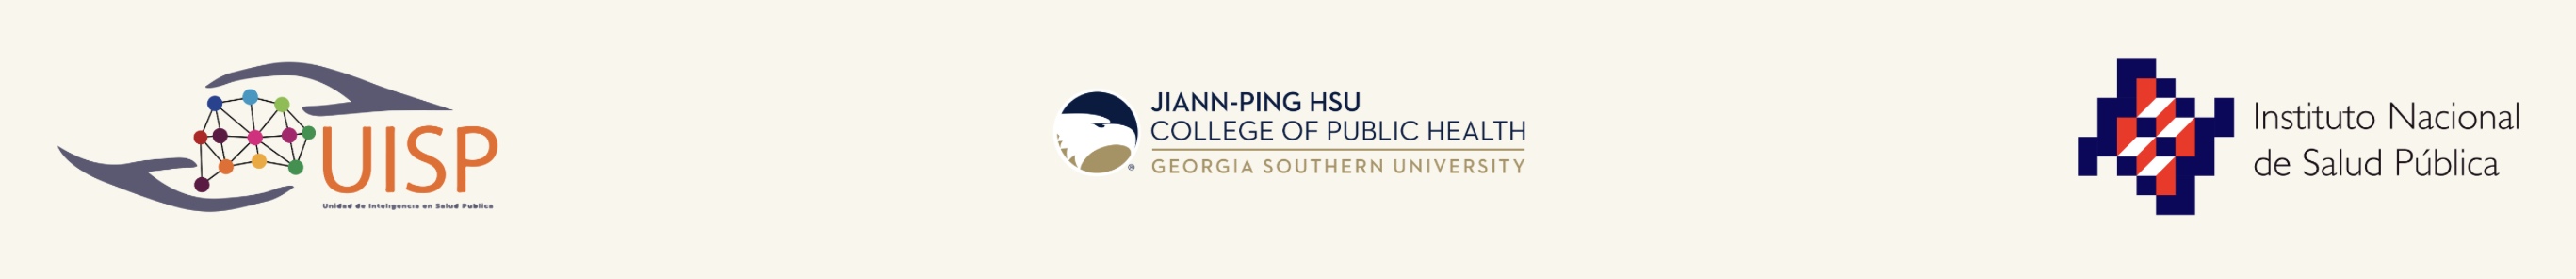 UISP
Unidad de Inteligencia en Salud Publica
JIANN-PING HSU
COLLEGE OF PUBLIC HEALTH
GEORGIA SOUTHERN UNIVERSITY
®
Instituto Nacional
de Salud Pública